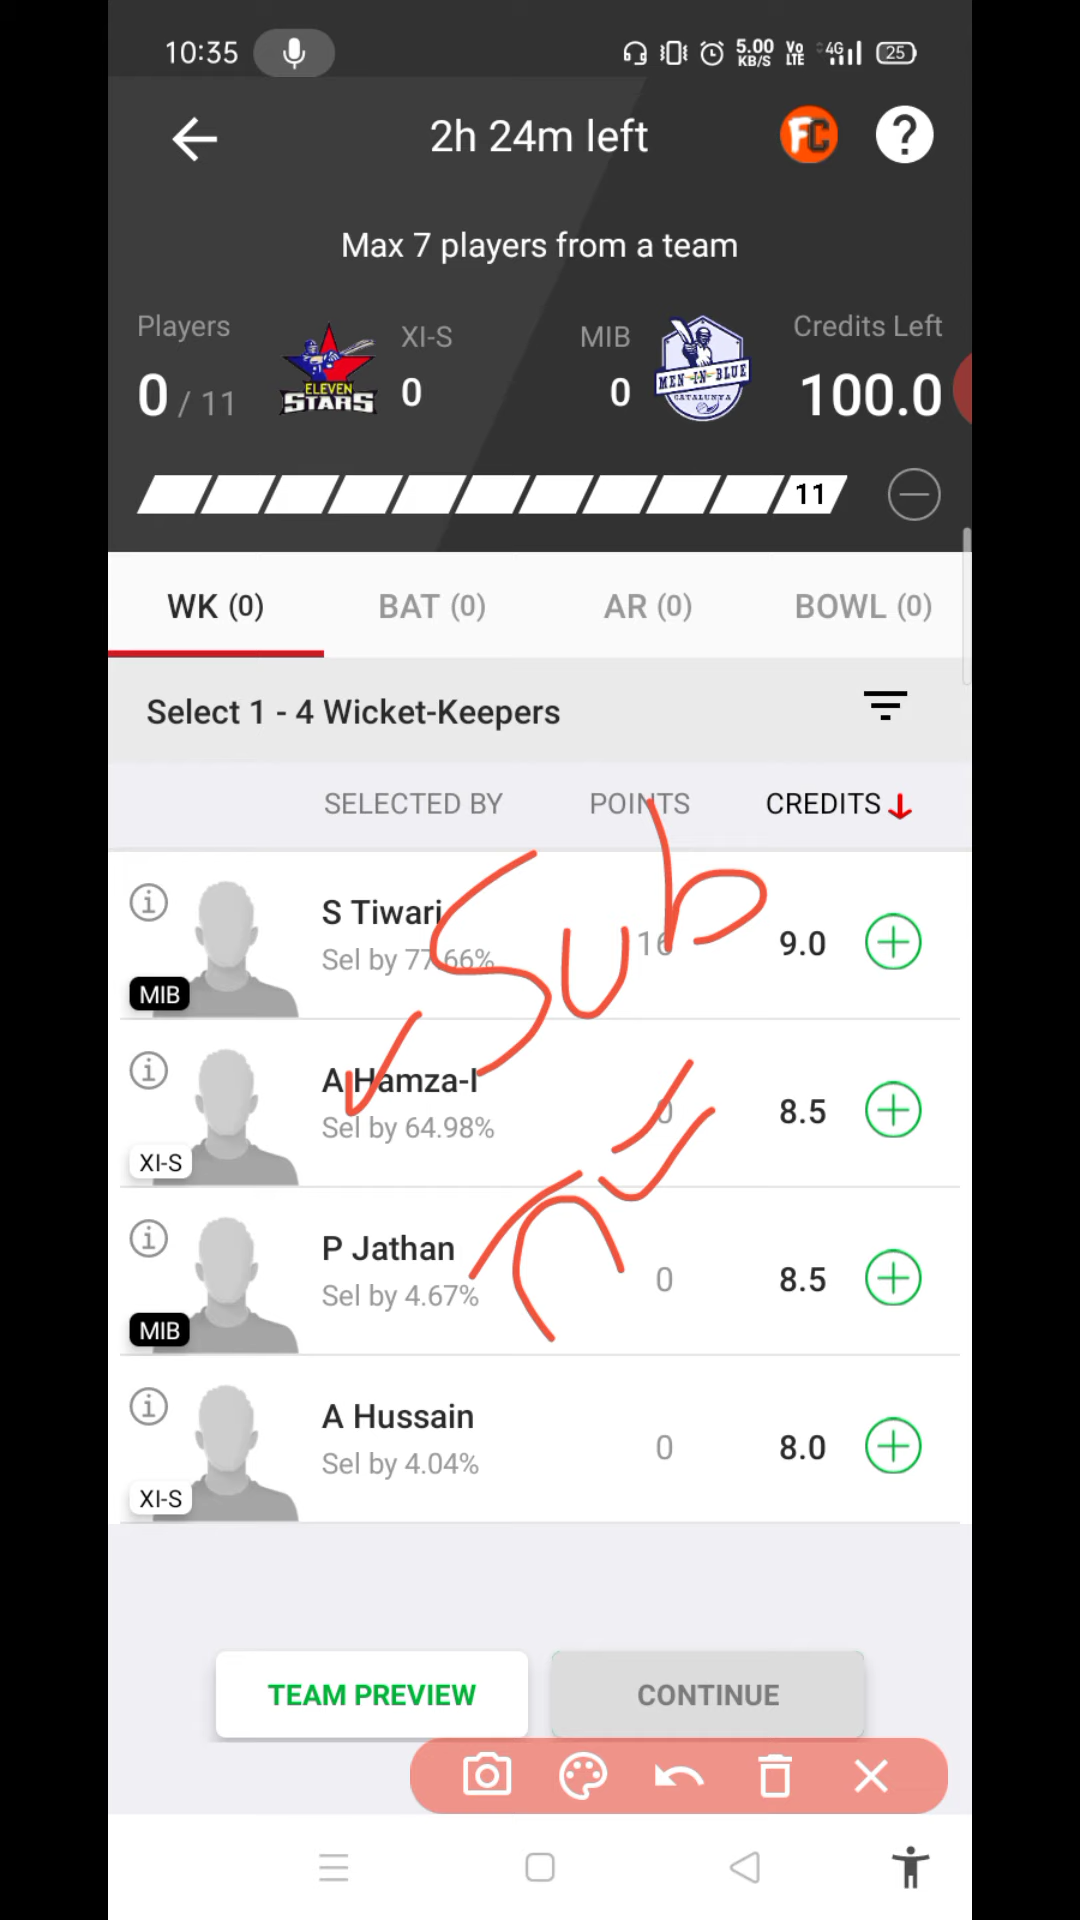 10:35 5.00 KB/S Vo LTE 4G 25
2h 24m left FC ?
Max 7 players from a team
Players XI-S MIB Credits Left
0 / 11 ELEVEN STARS 0 0 MEN-IN-BLUE CATALUNYA 100.0
11
WK (0) BAT (0) AR (0) BOWL (0)
Select 1 - 4 Wicket-Keepers
SELECTED BY POINTS CREDITS
S Tiwari
Sel by 77.66% 16 9.0
MIB
Sub
A Hamza-I
Sel by 64.98% 0 8.5
XI-S
P Jathan
Sel by 4.67% 0 8.5
MIB
A Hussain
Sel by 4.04% 0 8.0
XI-S
TEAM PREVIEW CONTINUE